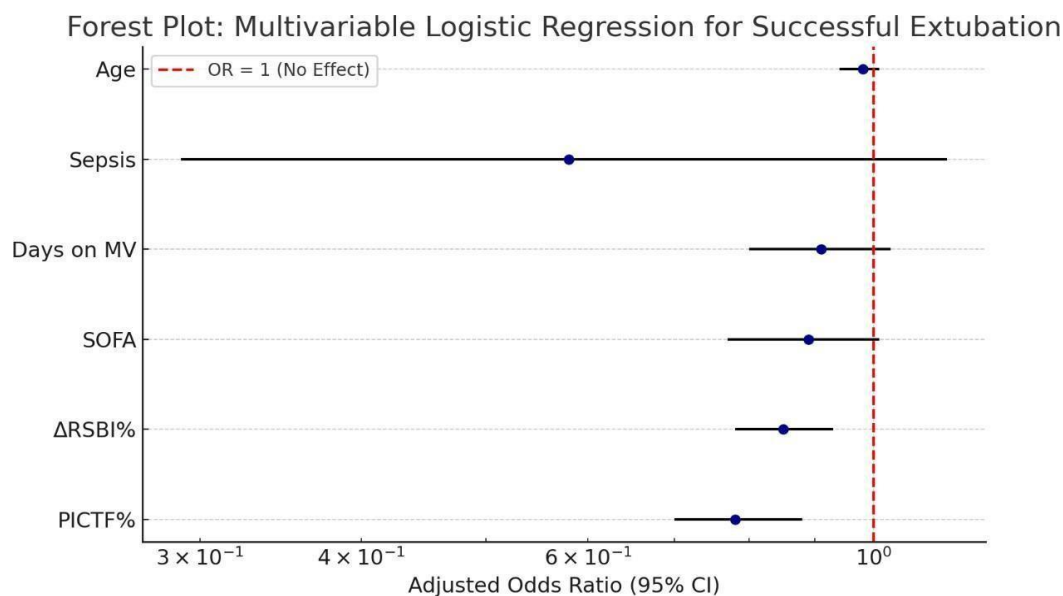 Forest Plot: Multivariable Logistic Regression for Successful Extubation
OR = 1 (No Effect)
Age
Sepsis
Days on MV
SOFA
ΔRSBI%
PICTF%
3 × 10⁻¹ 4 × 10⁻¹ 6 × 10⁻¹ 10⁰
Adjusted Odds Ratio (95% CI)